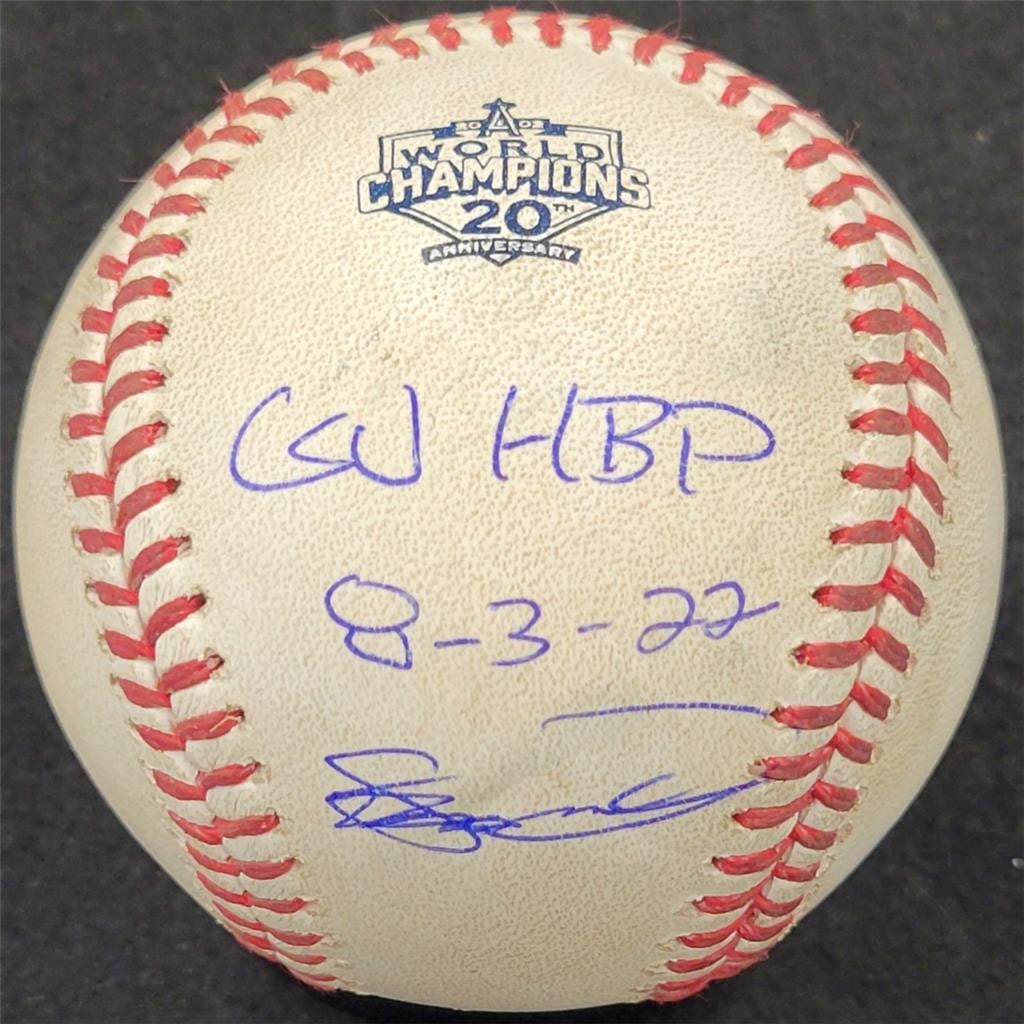 2002
WORLD
CHAMPIONS
20TH
ANNIVERSARY
GW HBP
8-3-22